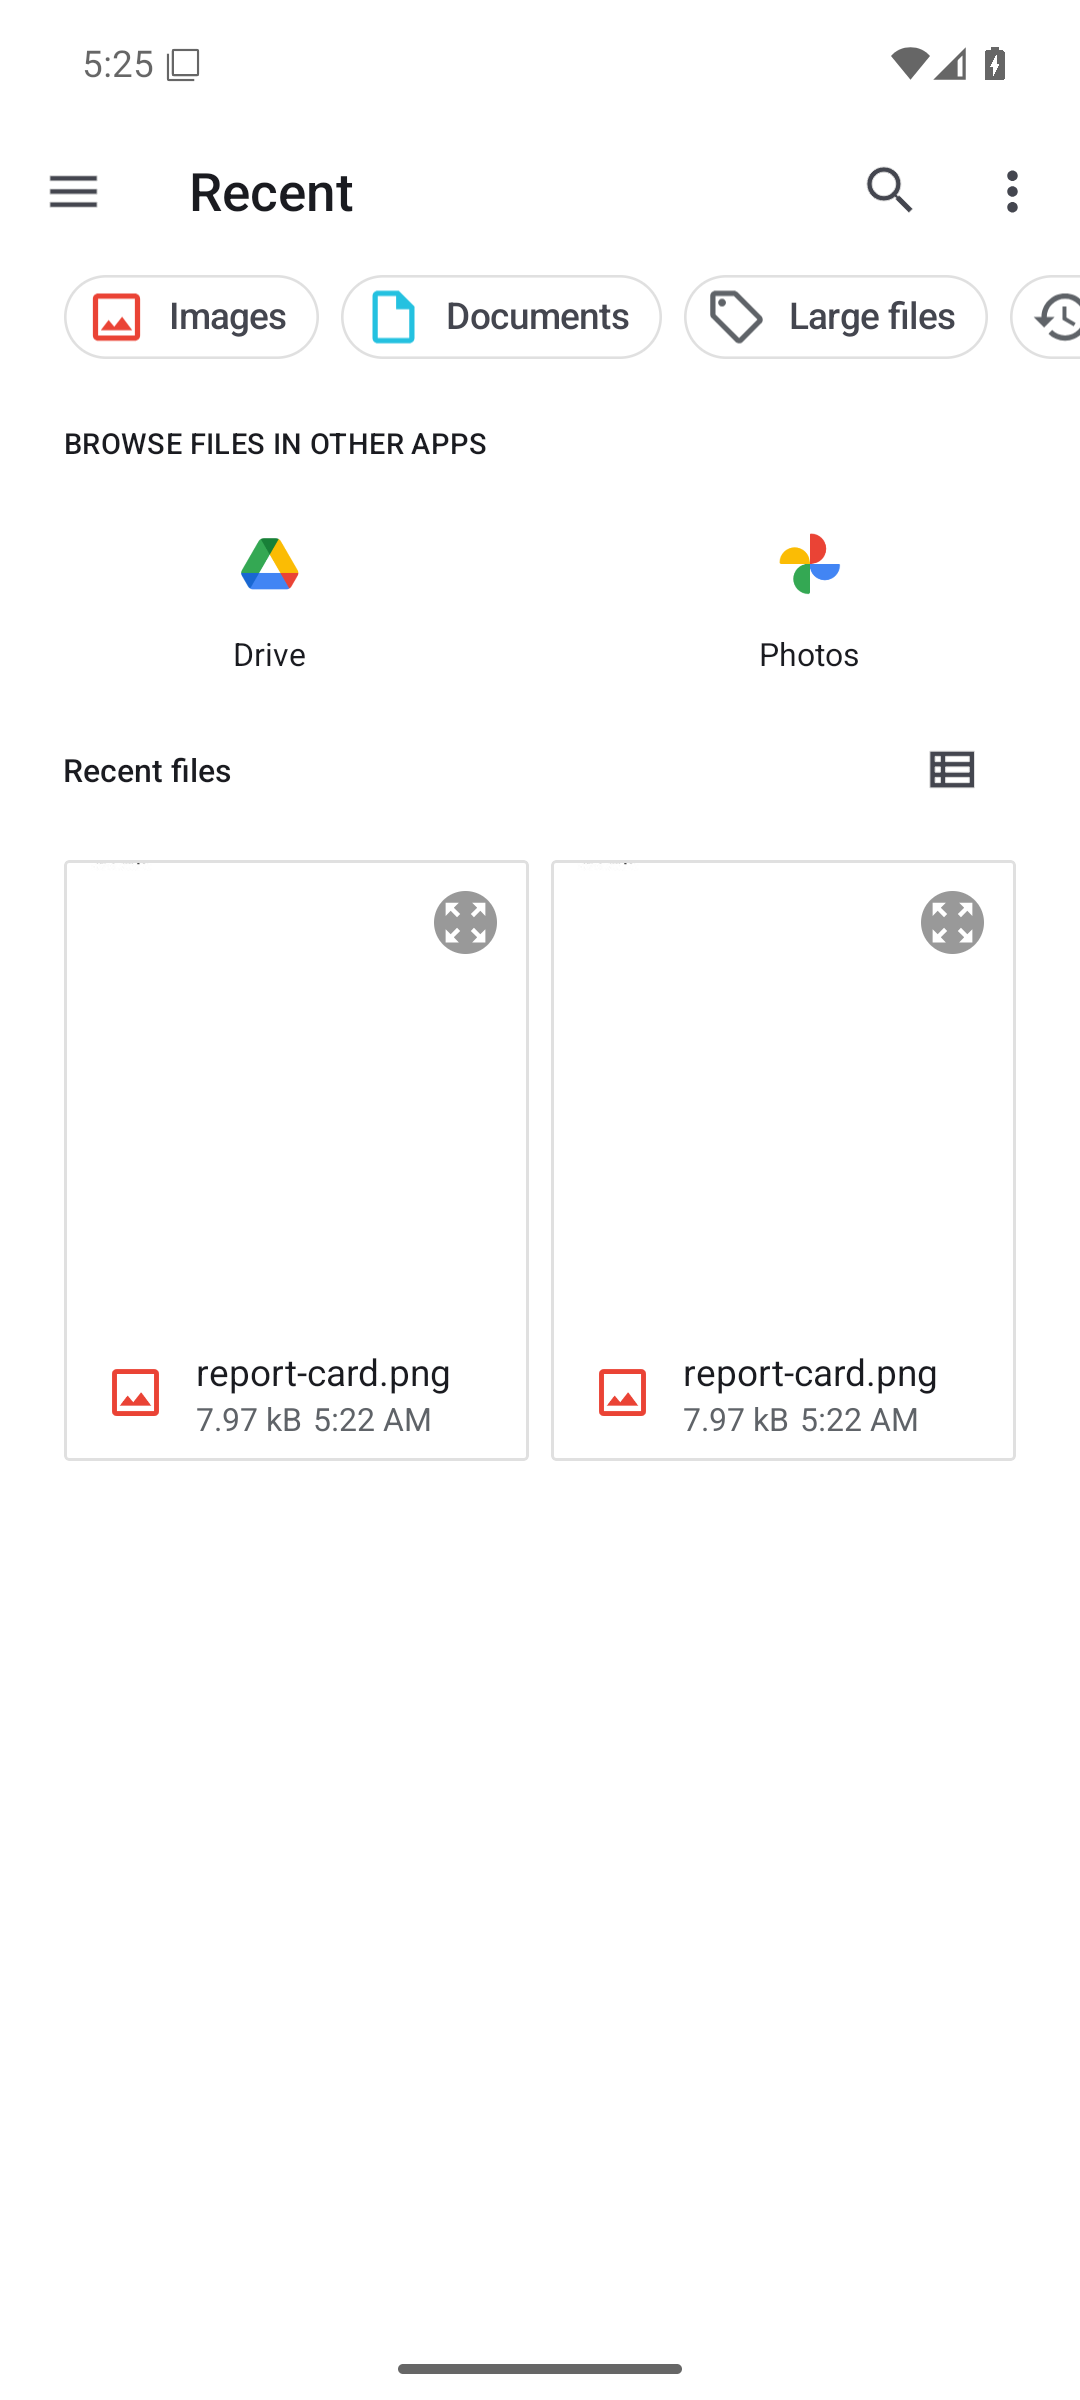 5:25
Recent
Images
Documents
Large files
BROWSE FILES IN OTHER APPS
Drive
Photos
Recent files
report-card.png
7.97 kB 5:22 AM
report-card.png
7.97 kB 5:22 AM